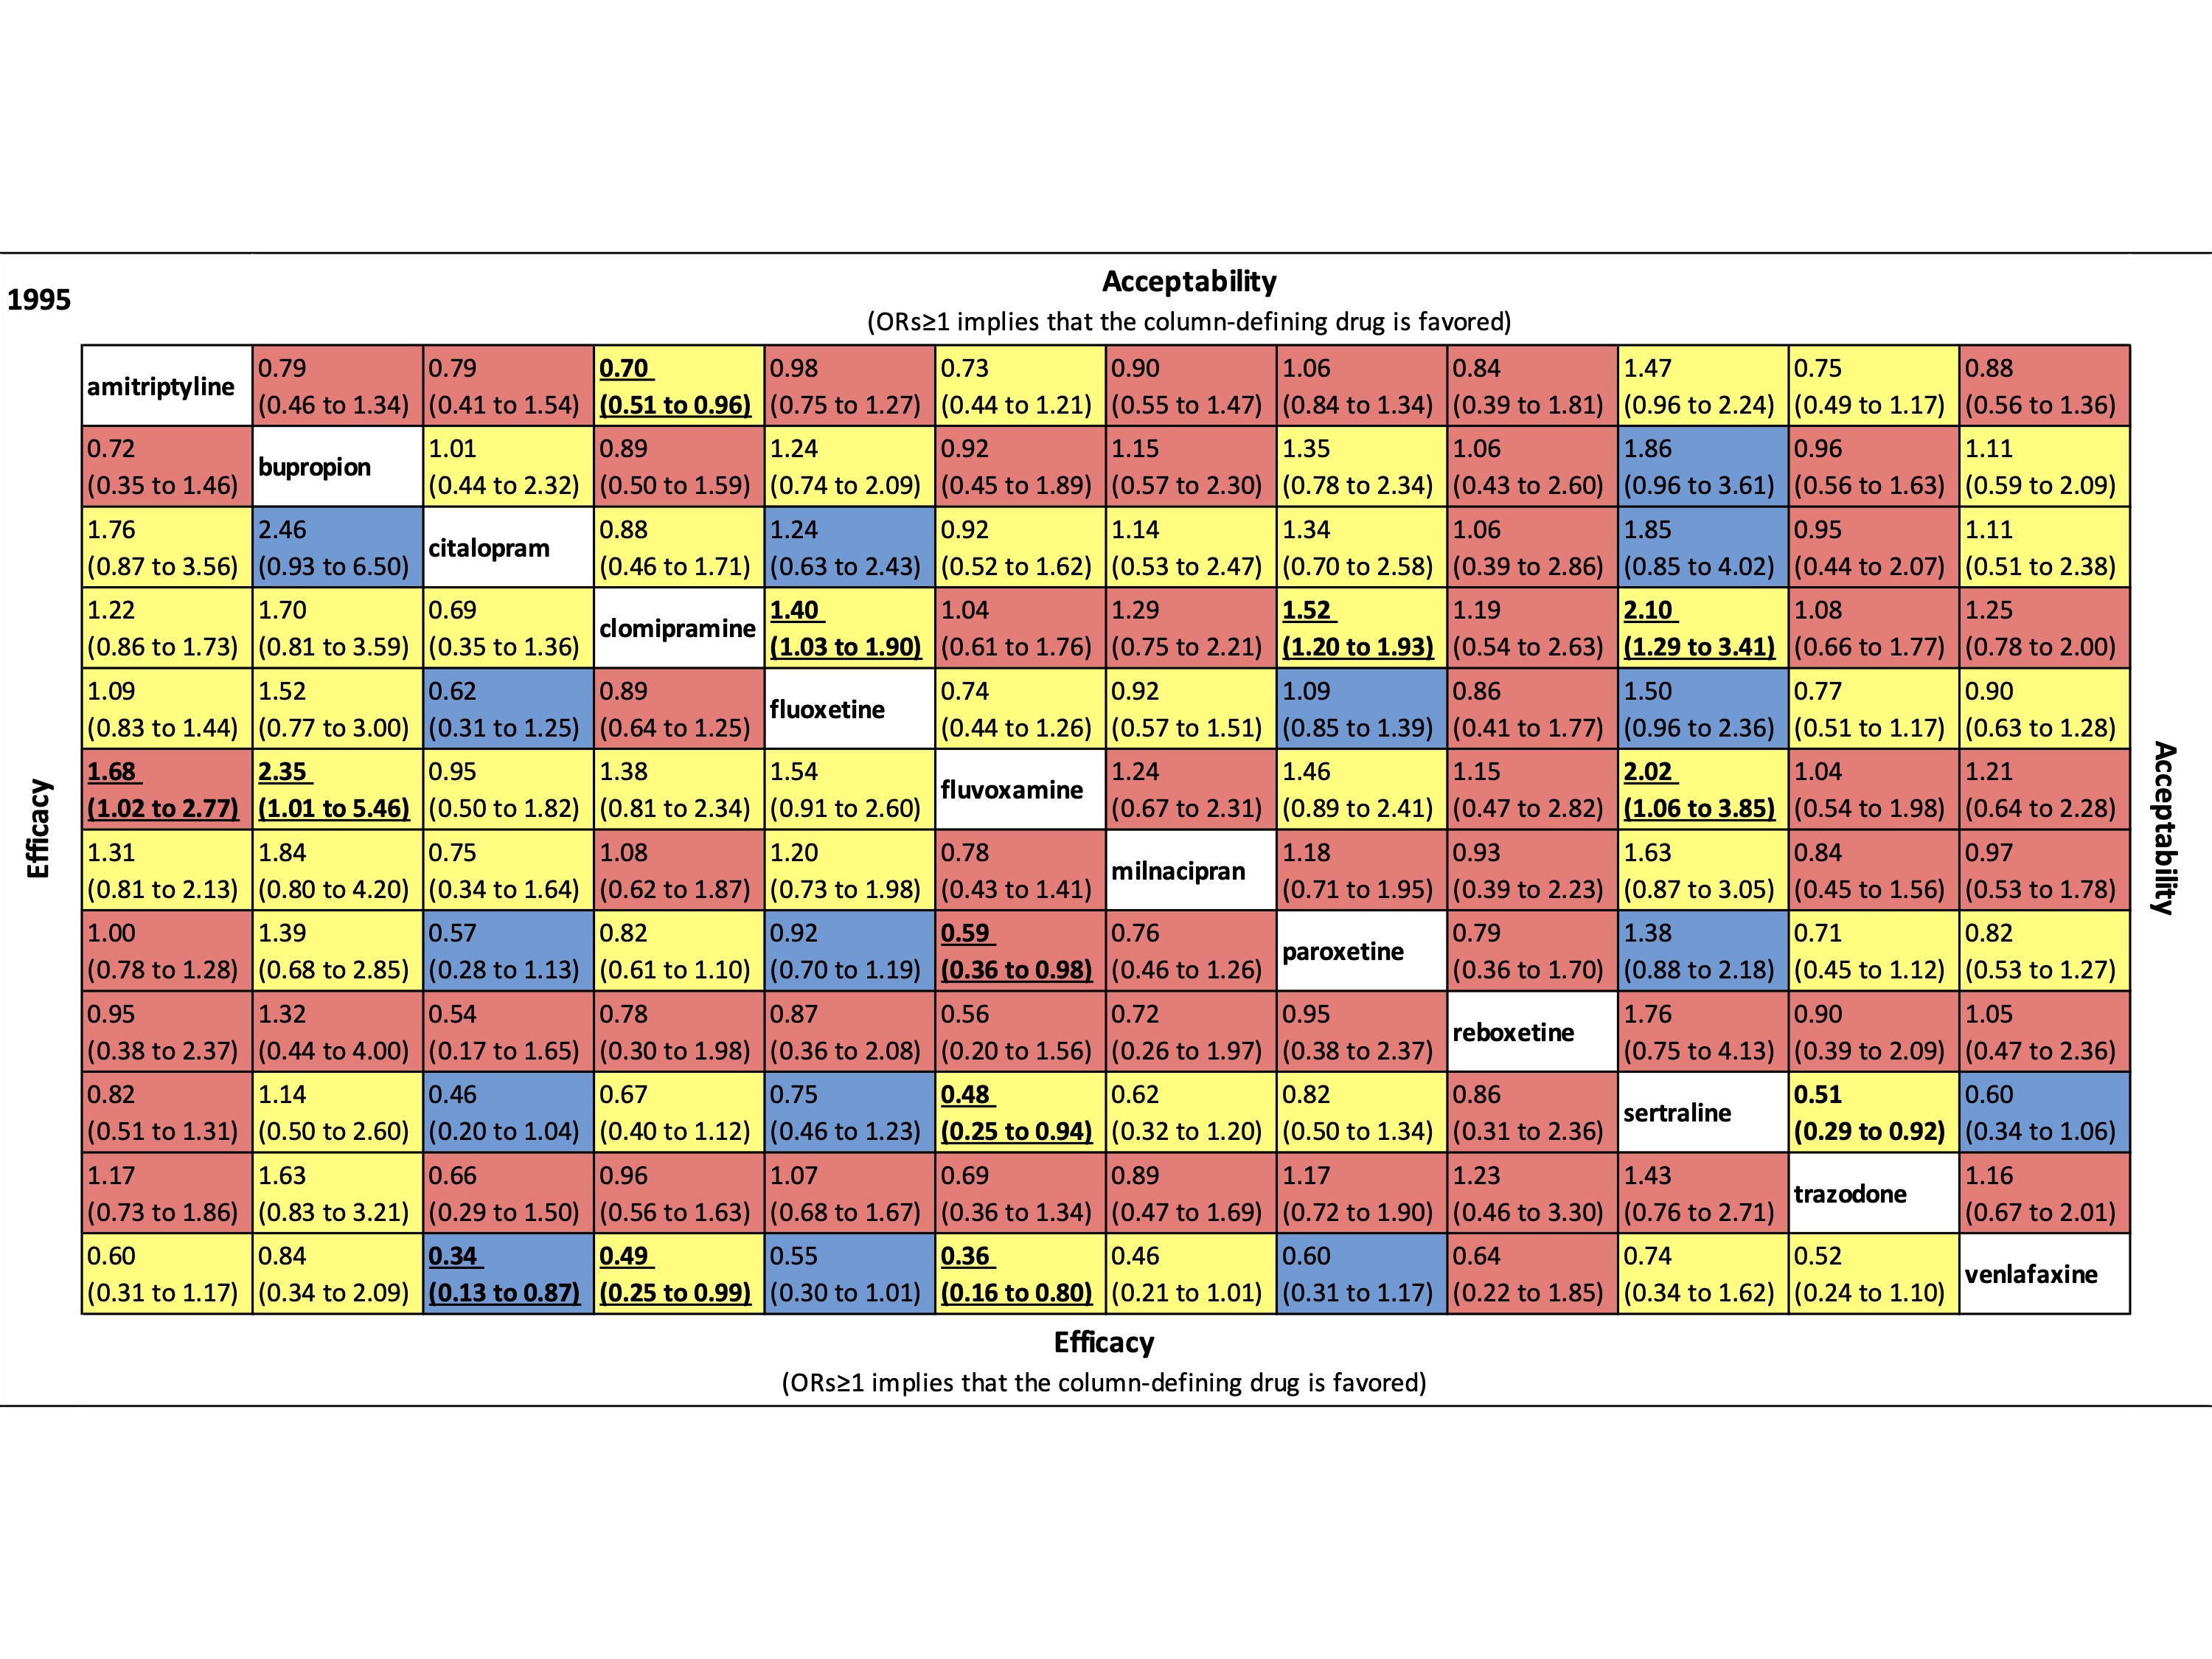 1995
Acceptability
(ORs≥1 implies that the column-defining drug is favored)
amitriptyline 0.79 (0.46 to 1.34) 0.79 (0.41 to 1.54) 0.70 (0.51 to 0.96) 0.98 (0.75 to 1.27) 0.73 (0.44 to 1.21) 0.90 (0.55 to 1.47) 1.06 (0.84 to 1.34) 0.84 (0.39 to 1.81) 1.47 (0.96 to 2.24) 0.75 (0.49 to 1.17) 0.88 (0.56 to 1.36)
0.72 (0.35 to 1.46) bupropion 1.01 (0.44 to 2.32) 0.89 (0.50 to 1.59) 1.24 (0.74 to 2.09) 0.92 (0.45 to 1.89) 1.15 (0.57 to 2.30) 1.35 (0.78 to 2.34) 1.06 (0.43 to 2.60) 1.86 (0.96 to 3.61) 0.96 (0.56 to 1.63) 1.11 (0.59 to 2.09)
1.76 (0.87 to 3.56) 2.46 (0.93 to 6.50) citalopram 0.88 (0.46 to 1.71) 1.24 (0.63 to 2.43) 0.92 (0.52 to 1.62) 1.14 (0.53 to 2.47) 1.34 (0.70 to 2.58) 1.06 (0.39 to 2.86) 1.85 (0.85 to 4.02) 0.95 (0.44 to 2.07) 1.11 (0.51 to 2.38)
1.22 (0.86 to 1.73) 1.70 (0.81 to 3.59) 0.69 (0.35 to 1.36) clomipramine 1.40 (1.03 to 1.90) 1.04 (0.61 to 1.76) 1.29 (0.75 to 2.21) 1.52 (1.20 to 1.93) 1.19 (0.54 to 2.63) 2.10 (1.29 to 3.41) 1.08 (0.66 to 1.77) 1.25 (0.78 to 2.00)
1.09 (0.83 to 1.44) 1.52 (0.77 to 3.00) 0.62 (0.31 to 1.25) 0.89 (0.64 to 1.25) fluoxetine 0.74 (0.44 to 1.26) 0.92 (0.57 to 1.51) 1.09 (0.85 to 1.39) 0.86 (0.41 to 1.77) 1.50 (0.96 to 2.36) 0.77 (0.51 to 1.17) 0.90 (0.63 to 1.28)
1.68 (1.02 to 2.77) 2.35 (1.01 to 5.46) 0.95 (0.50 to 1.82) 1.38 (0.81 to 2.34) 1.54 (0.91 to 2.60) fluvoxamine 1.24 (0.67 to 2.31) 1.46 (0.89 to 2.41) 1.15 (0.47 to 2.82) 2.02 (1.06 to 3.85) 1.04 (0.54 to 1.98) 1.21 (0.64 to 2.28)
1.31 (0.81 to 2.13) 1.84 (0.80 to 4.20) 0.75 (0.34 to 1.64) 1.08 (0.62 to 1.87) 1.20 (0.73 to 1.98) 0.78 (0.43 to 1.41) milnacipran 1.18 (0.71 to 1.95) 0.93 (0.39 to 2.23) 1.63 (0.87 to 3.05) 0.84 (0.45 to 1.56) 0.97 (0.53 to 1.78)
1.00 (0.78 to 1.28) 1.39 (0.68 to 2.85) 0.57 (0.28 to 1.13) 0.82 (0.61 to 1.10) 0.92 (0.70 to 1.19) 0.59 (0.36 to 0.98) 0.76 (0.46 to 1.26) paroxetine 0.79 (0.36 to 1.70) 1.38 (0.88 to 2.18) 0.71 (0.45 to 1.12) 0.82 (0.53 to 1.27)
0.95 (0.38 to 2.37) 1.32 (0.44 to 4.00) 0.54 (0.17 to 1.65) 0.78 (0.30 to 1.98) 0.87 (0.36 to 2.08) 0.56 (0.20 to 1.56) 0.72 (0.26 to 1.97) 0.95 (0.38 to 2.37) reboxetine 1.76 (0.75 to 4.13) 0.90 (0.39 to 2.09) 1.05 (0.47 to 2.36)
0.82 (0.51 to 1.31) 1.14 (0.50 to 2.60) 0.46 (0.20 to 1.04) 0.67 (0.40 to 1.12) 0.75 (0.46 to 1.23) 0.48 (0.25 to 0.94) 0.62 (0.32 to 1.20) 0.82 (0.50 to 1.34) 0.86 (0.31 to 2.36) sertraline 0.51 (0.29 to 0.92) 0.60 (0.34 to 1.06)
1.17 (0.73 to 1.86) 1.63 (0.83 to 3.21) 0.66 (0.29 to 1.50) 0.96 (0.56 to 1.63) 1.07 (0.68 to 1.67) 0.69 (0.36 to 1.34) 0.89 (0.47 to 1.69) 1.17 (0.72 to 1.90) 1.23 (0.46 to 3.30) 1.43 (0.76 to 2.71) trazodone 1.16 (0.67 to 2.01)
0.60 (0.31 to 1.17) 0.84 (0.34 to 2.09) 0.34 (0.13 to 0.87) 0.49 (0.25 to 0.99) 0.55 (0.30 to 1.01) 0.36 (0.16 to 0.80) 0.46 (0.21 to 1.01) 0.60 (0.31 to 1.17) 0.64 (0.22 to 1.85) 0.74 (0.34 to 1.62) 0.52 (0.24 to 1.10) venlafaxine
Efficacy
Acceptability
Efficacy
(ORs≥1 implies that the column-defining drug is favored)